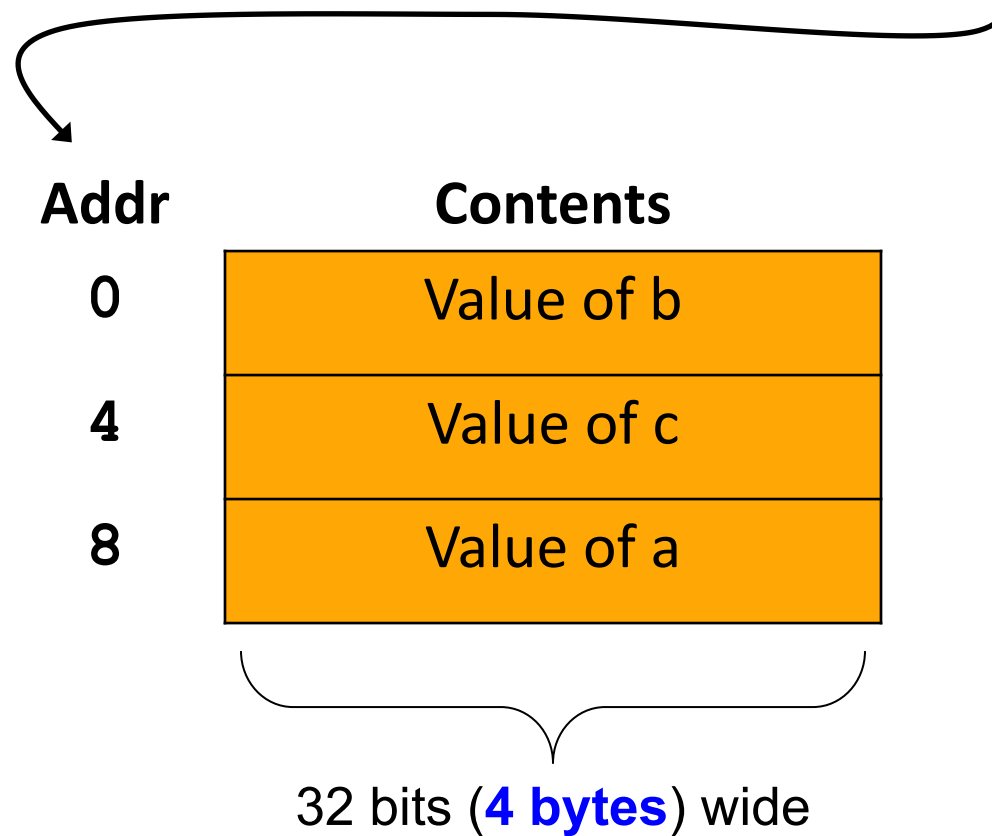 Addr Contents
0 Value of b
4 Value of c
8 Value of a
32 bits (4 bytes) wide